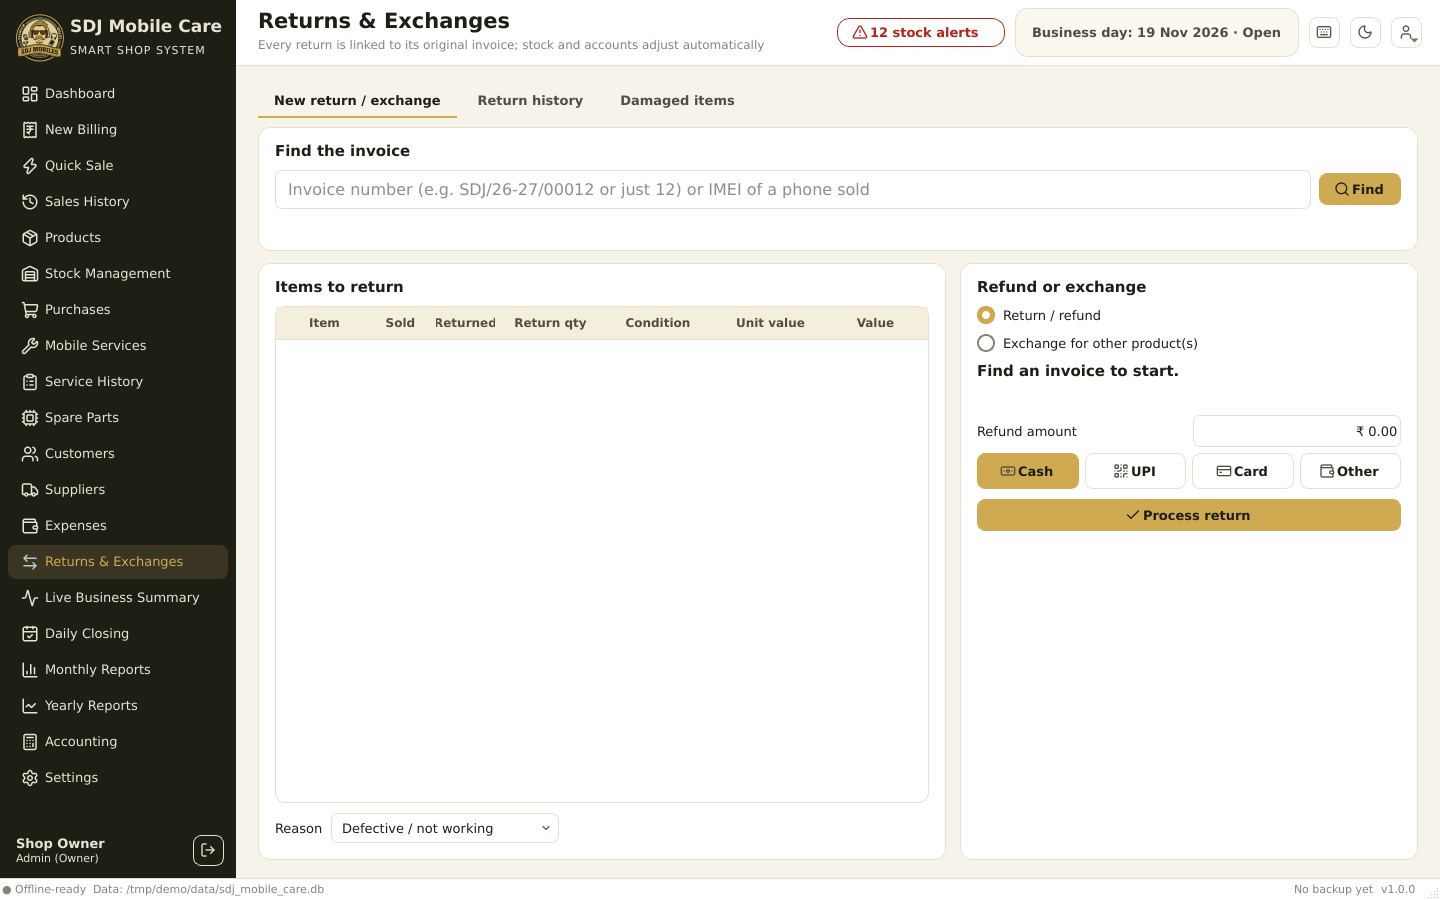 SDJ Mobile Care
SMART SHOP SYSTEM
SDJ MOBILES
Dashboard
New Billing
Quick Sale
Sales History
Products
Stock Management
Purchases
Mobile Services
Service History
Spare Parts
Customers
Suppliers
Expenses
Returns & Exchanges
Live Business Summary
Daily Closing
Monthly Reports
Yearly Reports
Accounting
Settings
Shop Owner
Admin (Owner)
Returns & Exchanges
Every return is linked to its original invoice; stock and accounts adjust automatically
12 stock alerts
Business day: 19 Nov 2026 · Open
New return / exchange Return history Damaged items
Find the invoice
Invoice number (e.g. SDJ/26-27/00012 or just 12) or IMEI of a phone sold
Find
Items to return
Item Sold Returned Return qty Condition Unit value Value
Reason Defective / not working
Refund or exchange
Return / refund
Exchange for other product(s)
Find an invoice to start.
Refund amount ₹ 0.00
Cash UPI Card Other
Process return
Offline-ready Data: /tmp/demo/data/sdj_mobile_care.db
No backup yet v1.0.0